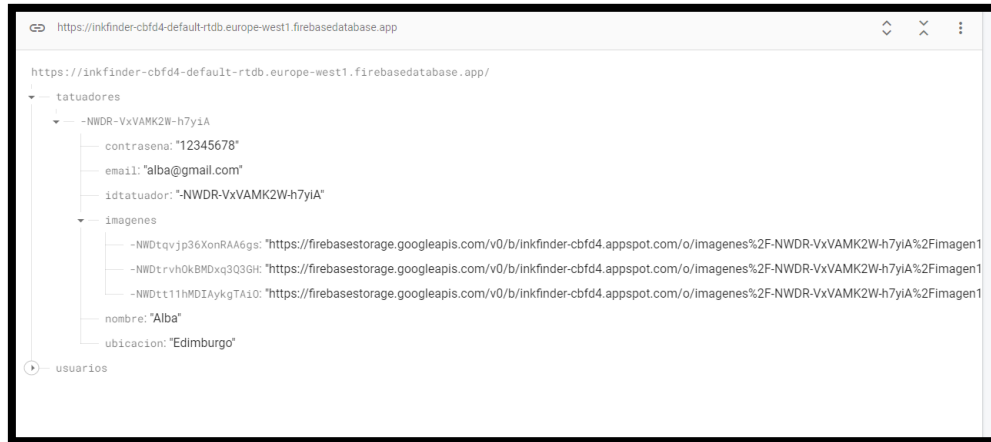 https://inkfinder-cbfd4-default-rtdb.europe-west1.firebasedatabase.app
https://inkfinder-cbfd4-default-rtdb.europe-west1.firebasedatabase.app/
tatuadores
-NWDR-VxVAMK2W-h7yiA
contrasena: "12345678"
email: "alba@gmail.com"
idtatuador: "-NWDR-VxVAMK2W-h7yiA"
imagenes
-NWDtqvjp36XonRAA6gs: "https://firebasestorage.googleapis.com/v0/b/inkfinder-cbfd4.appspot.com/o/imagenes%2F-NWDR-VxVAMK2W-h7yiA%2Fimagen1
-NWDtrvhOkBMDxq3Q3GH: "https://firebasestorage.googleapis.com/v0/b/inkfinder-cbfd4.appspot.com/o/imagenes%2F-NWDR-VxVAMK2W-h7yiA%2Fimagen1
-NWDtt11hMDIAykgTAiO: "https://firebasestorage.googleapis.com/v0/b/inkfinder-cbfd4.appspot.com/o/imagenes%2F-NWDR-VxVAMK2W-h7yiA%2Fimagen1
nombre: "Alba"
ubicacion: "Edimburgo"
usuarios